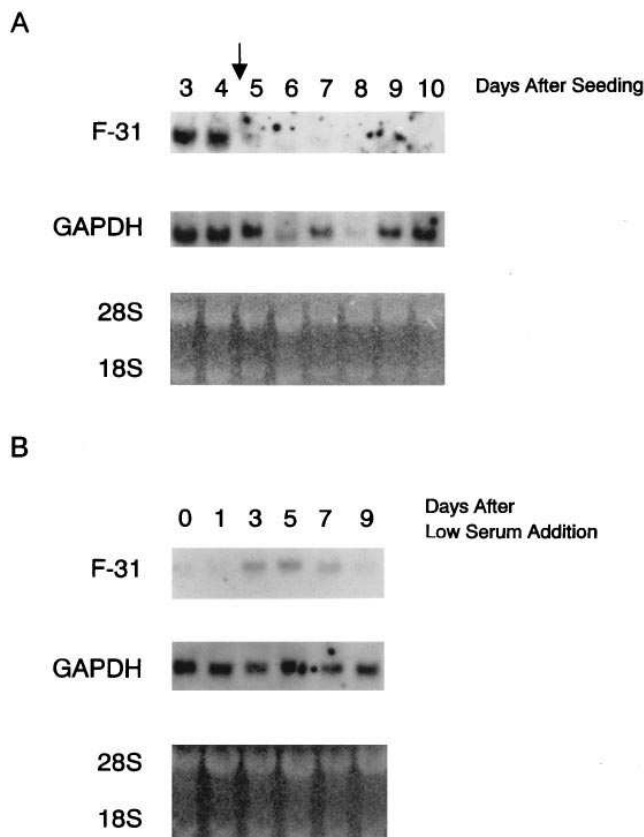 A
3 4 5 6 7 8 9 10 Days After Seeding
F-31
GAPDH
28S
18S
B
0 1 3 5 7 9 Days After
Low Serum Addition
F-31
GAPDH
28S
18S